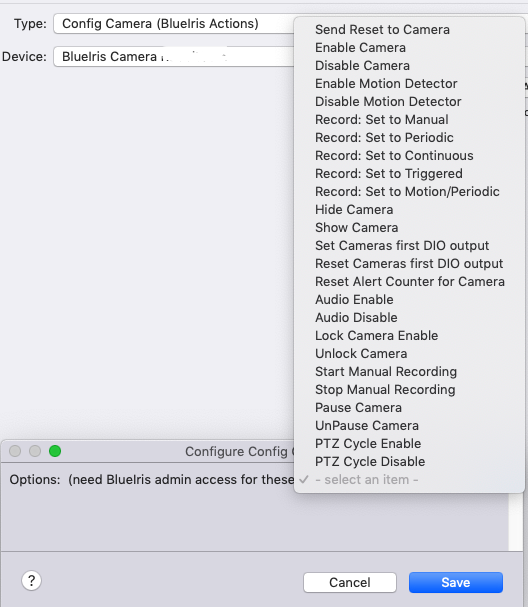 Type: Config Camera (BlueIris Actions)
Device: BlueIris Camera
Send Reset to Camera
Enable Camera
Disable Camera
Enable Motion Detector
Disable Motion Detector
Record: Set to Manual
Record: Set to Periodic
Record: Set to Continuous
Record: Set to Triggered
Record: Set to Motion/Periodic
Hide Camera
Show Camera
Set Cameras first DIO output
Reset Cameras first DIO output
Reset Alert Counter for Camera
Audio Enable
Audio Disable
Lock Camera Enable
Unlock Camera
Start Manual Recording
Stop Manual Recording
Pause Camera
UnPause Camera
PTZ Cycle Enable
PTZ Cycle Disable
- select an item -
Configure Config
Options: (need BlueIris admin access for these
? Cancel Save